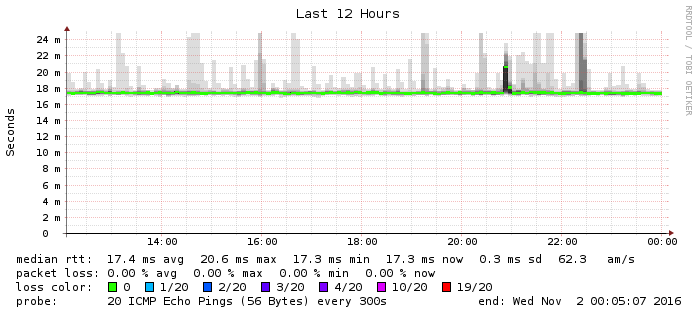 Last 12 Hours
RRDTOOL / TOBI OETIKER
Seconds
24 m
22 m
20 m
18 m
16 m
14 m
12 m
10 m
8 m
6 m
4 m
2 m
0
14:00 16:00 18:00 20:00 22:00 00:00
median rtt: 17.4 ms avg 20.6 ms max 17.3 ms min 17.3 ms now 0.3 ms sd 62.3 am/s
packet loss: 0.00 % avg 0.00 % max 0.00 % min 0.00 % now
loss color: 0 1/20 2/20 3/20 4/20 10/20 19/20
probe: 20 ICMP Echo Pings (56 Bytes) every 300s end: Wed Nov 2 00:05:07 2016